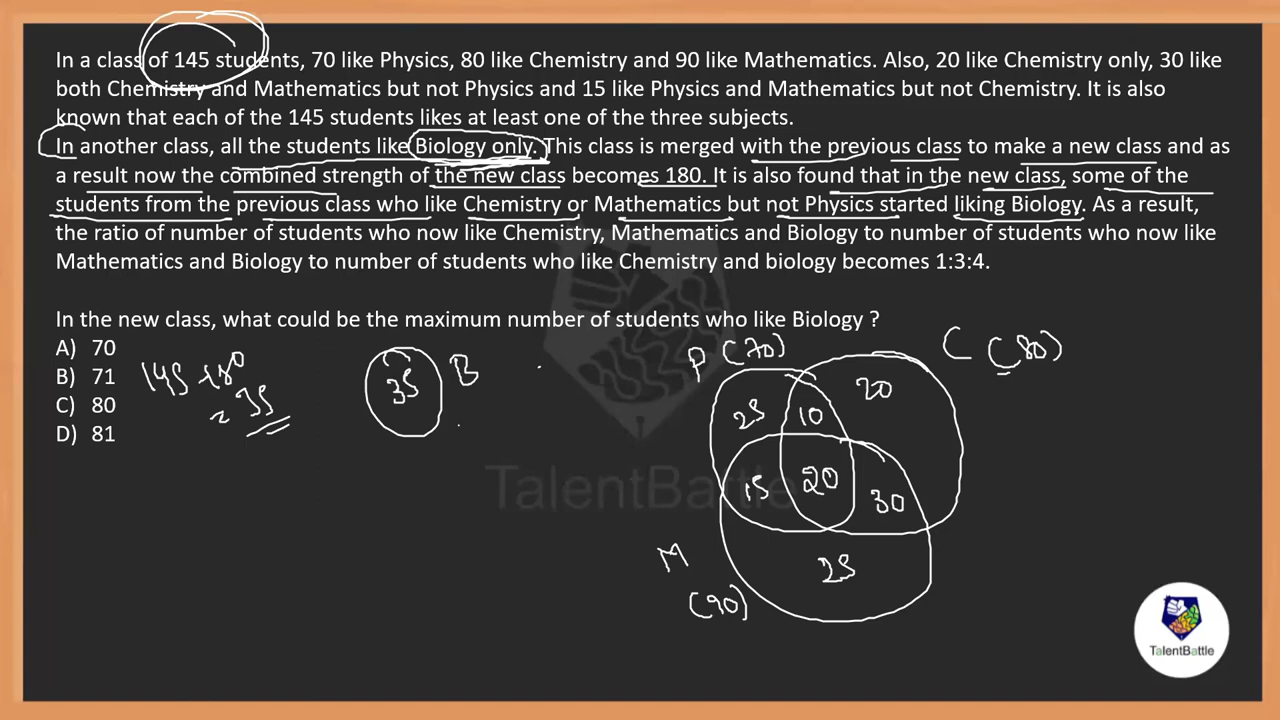 In a class of 145 students, 70 like Physics, 80 like Chemistry and 90 like Mathematics. Also, 20 like Chemistry only, 30 like
both Chemistry and Mathematics but not Physics and 15 like Physics and Mathematics but not Chemistry. It is also
known that each of the 145 students likes at least one of the three subjects.
In another class, all the students like Biology only. This class is merged with the previous class to make a new class and as
a result now the combined strength of the new class becomes 180. It is also found that in the new class, some of the
students from the previous class who like Chemistry or Mathematics but not Physics started liking Biology. As a result,
the ratio of number of students who now like Chemistry, Mathematics and Biology to number of students who now like
Mathematics and Biology to number of students who like Chemistry and biology becomes 1:3:4.
In the new class, what could be the maximum number of students who like Biology ?
A) 70
B) 71
C) 80
D) 81
145 180
= 35
35 B
P (70)
C (80)
25 10 20
15 20 30
25
M
(90)
TalentBattle
TalentBattle